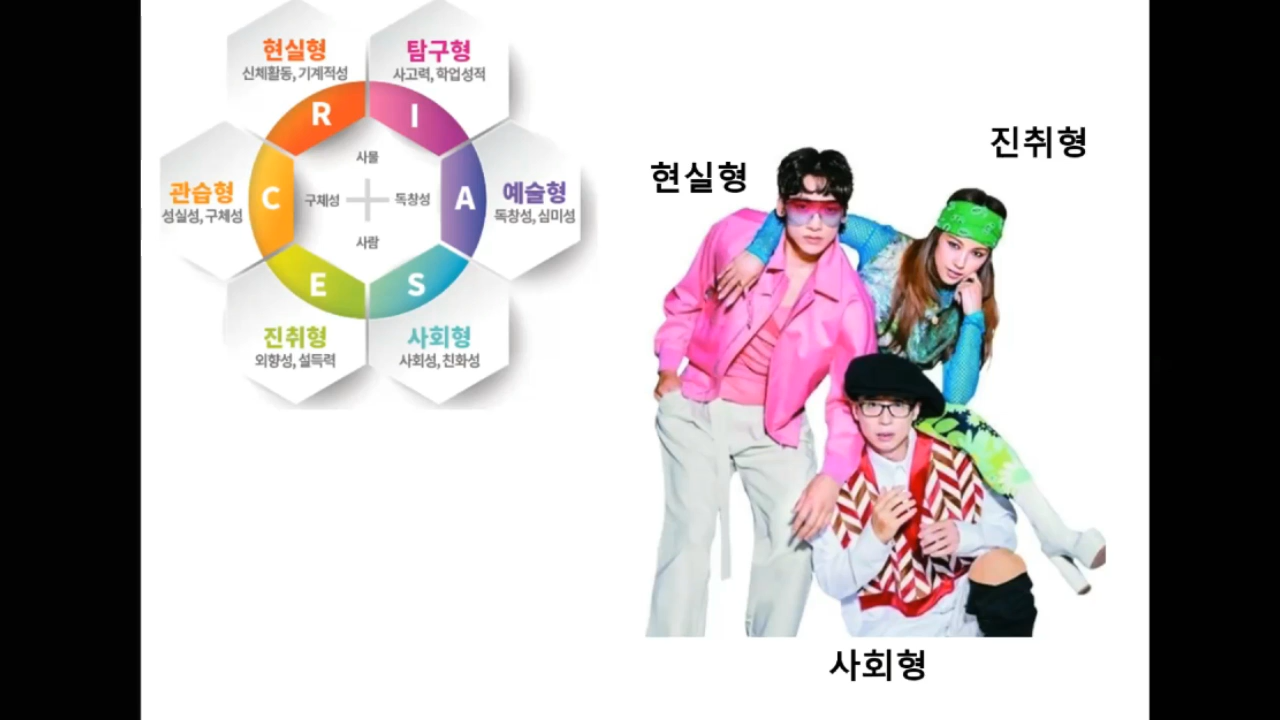 현실형
신체활동, 기계적성
탐구형
사고력, 학업성적
R
I
사물
관습형
성실성, 구체성
C
구체성
독창성
A
예술형
독창성, 심미성
사람
E
S
진취형
외향성, 설득력
사회형
사회성, 친화성
현실형
진취형
사회형